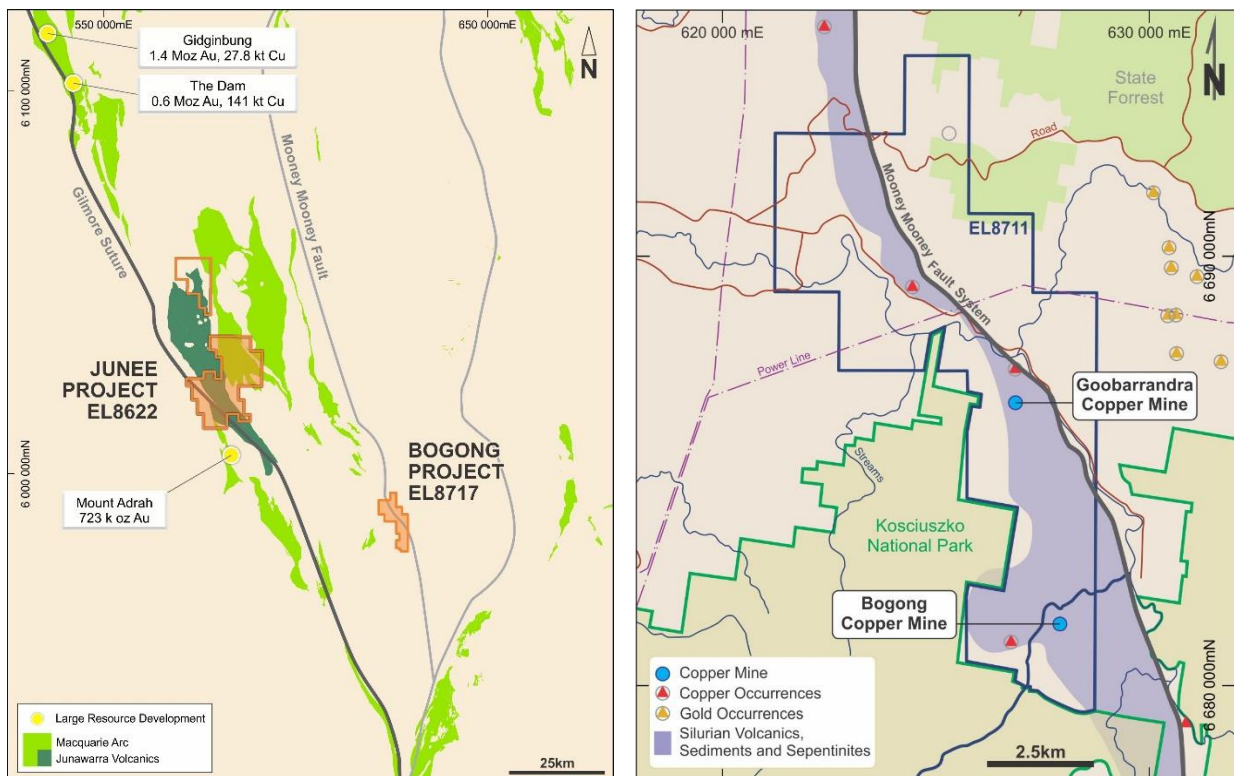 550 000mE
650 000mE
Gidginbung
1.4 Moz Au, 27.8 kt Cu
The Dam
0.6 Moz Au, 141 kt Cu
N
6 100 000mN
Mooney Mooney Fault
Gilmore Suture
JUNEE
PROJECT
EL8622
BOGONG
PROJECT
EL8717
6 000 000mN
Mount Adrah
723 k oz Au
Large Resource Development
Macquarie Arc
Junawarra Volcanics
25km
620 000 mE
630 000 mE
State
Forrest
N
Road
Mooney Mooney Fault System
EL8711
6 690 000mN
Power Line
Goobarrandra
Copper Mine
Streams
Kosciuszko
National Park
Bogong
Copper Mine
6 680 000mN
Copper Mine
Copper Occurrences
Gold Occurrences
Silurian Volcanics,
Sediments and Sepentinites
2.5km